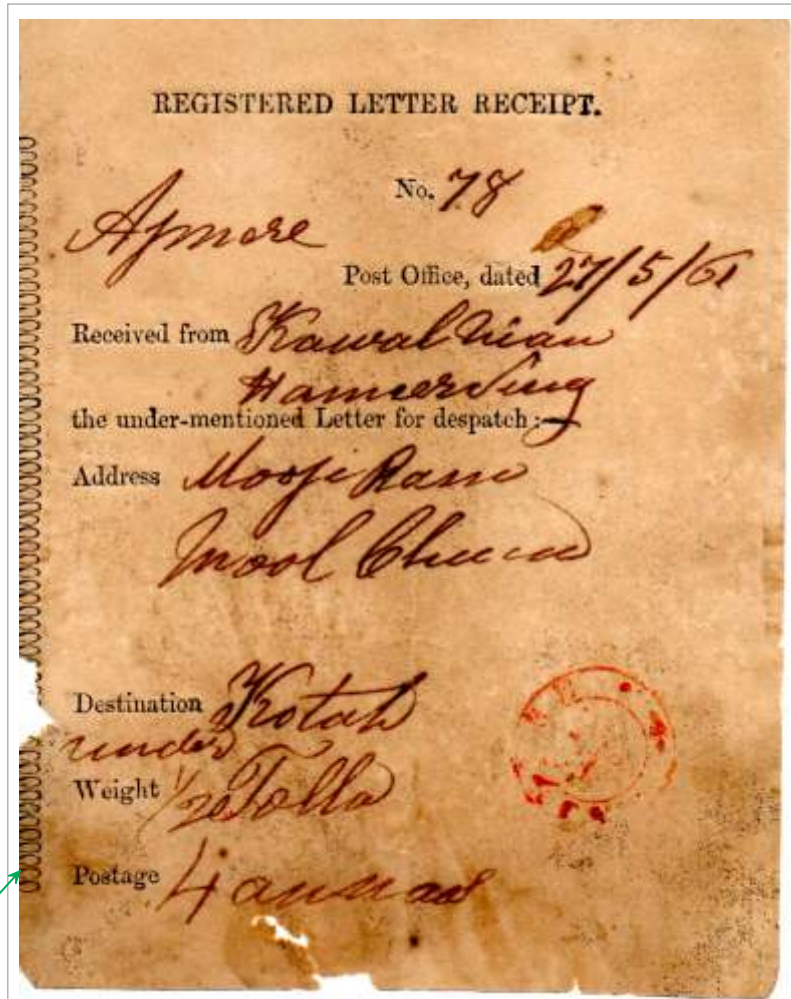 REGISTERED LETTER RECEIPT.
No. 78
Ajmere
Post Office, dated 27/5/61
Received from Kawal Nian
Hameer Sing
the under-mentioned Letter for despatch :—
Address Mooji Ram
Mool Chund
Destination Kotah
under
Weight 1/2 Tolla
Postage 4 annas